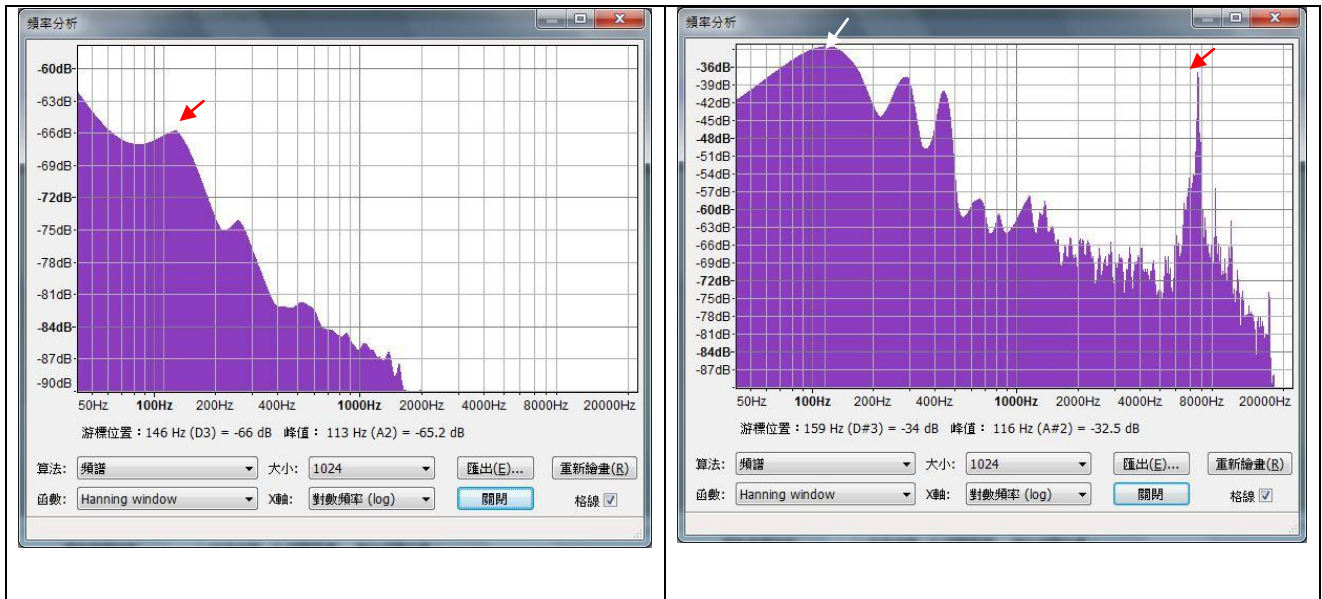 頻率分析
-60dB-
-63dB-
-66dB-
-69dB-
-72dB-
-75dB-
-78dB-
-81dB-
-84dB-
-87dB-
-90dB
50Hz 100Hz 200Hz 400Hz 1000Hz 2000Hz 4000Hz 8000Hz 20000Hz
游標位置：146 Hz (D3) = -66 dB 峰值： 113 Hz (A2) = -65.2 dB
算法: 頻譜 大小: 1024 匯出(E)... 重新繪畫(R)
函數: Hanning window X軸: 對數頻率 (log) 關閉 格線
頻率分析
-36dB-
-39dB-
-42dB-
-45dB-
-48dB-
-51dB-
-54dB-
-57dB-
-60dB-
-63dB-
-66dB-
-69dB-
-72dB-
-75dB-
-78dB-
-81dB-
-84dB-
-87dB-
50Hz 100Hz 200Hz 400Hz 1000Hz 2000Hz 4000Hz 8000Hz 20000Hz
游標位置：159 Hz (D#3) = -34 dB 峰值： 116 Hz (A#2) = -32.5 dB
算法: 頻譜 大小: 1024 匯出(E)... 重新繪畫(R)
函數: Hanning window X軸: 對數頻率 (log) 關閉 格線